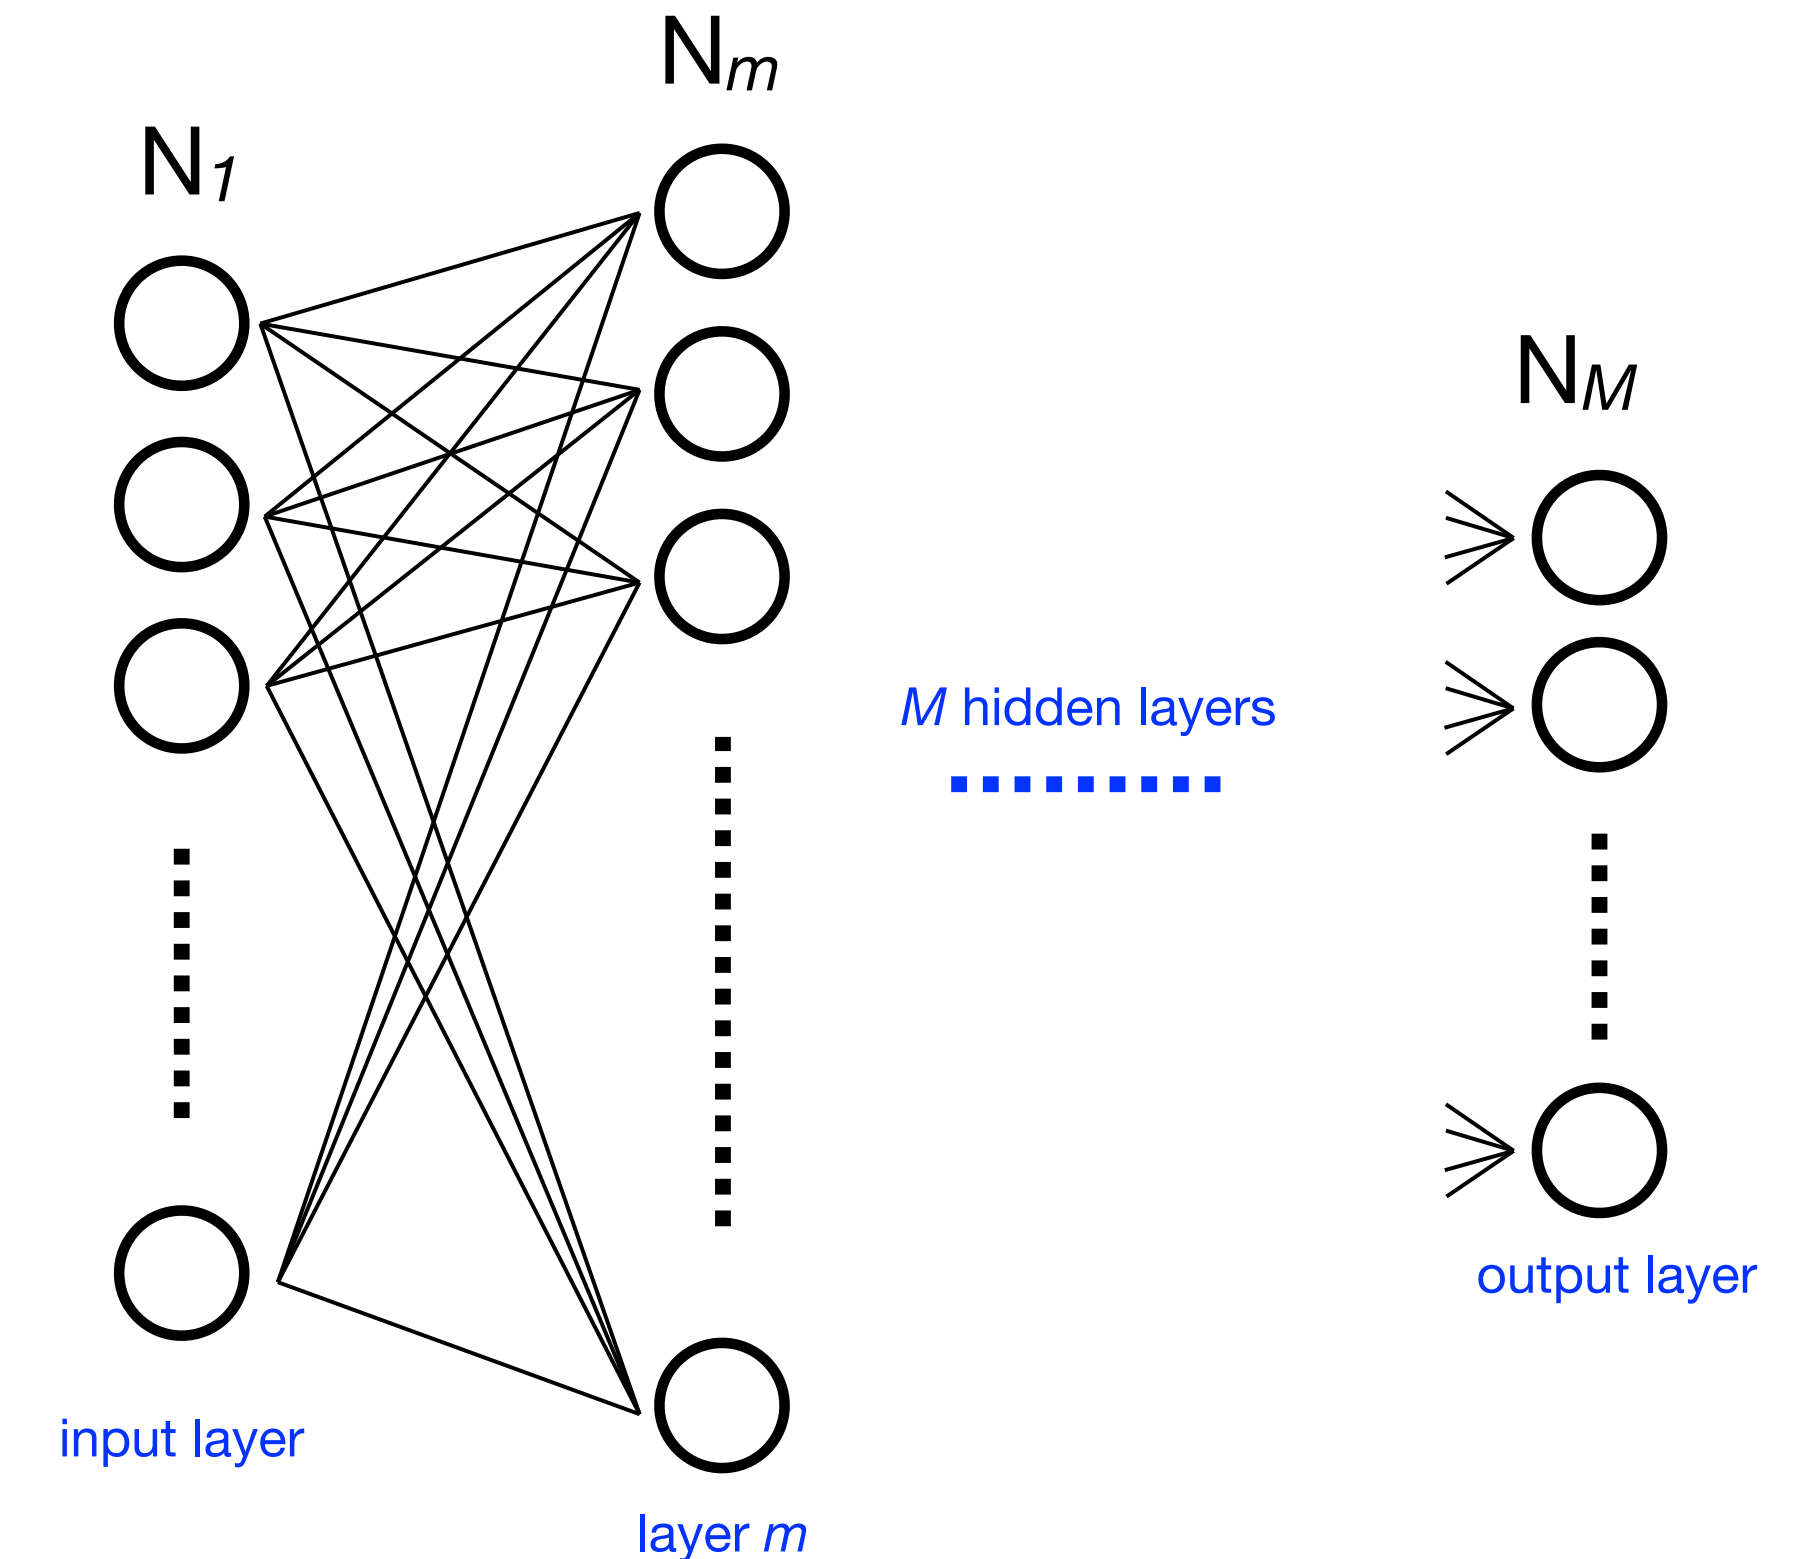 N1
Nm
NM
M hidden layers
input layer
layer m
output layer